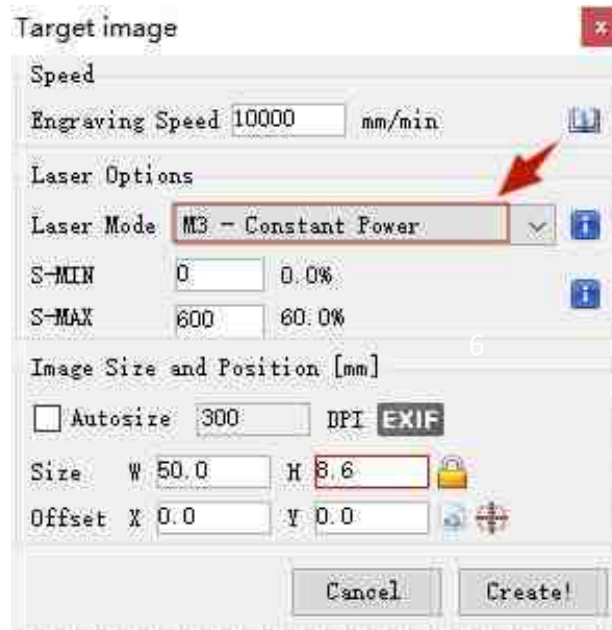 Target image
Speed
Engraving Speed 10000 mm/min
Laser Options
Laser Mode M3 - Constant Power
S-MIN 0 0.0%
S-MAX 600 60.0%
6
Image Size and Position [mm]
Autosize 300 DPI EXIF
Size W 50.0 H 8.6
Offset X 0.0 Y 0.0
Cancel Create!